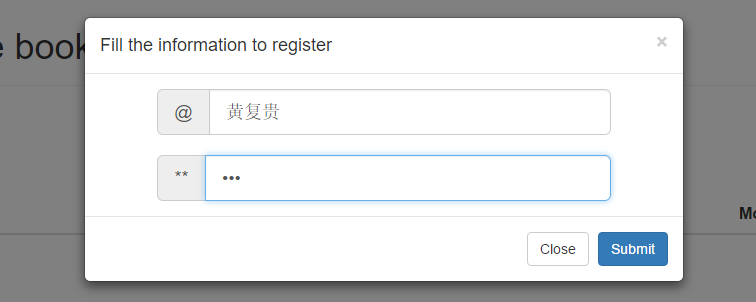 e book
Fill the information to register ×
@ 黄复贵
** •••
Mo
Close Submit